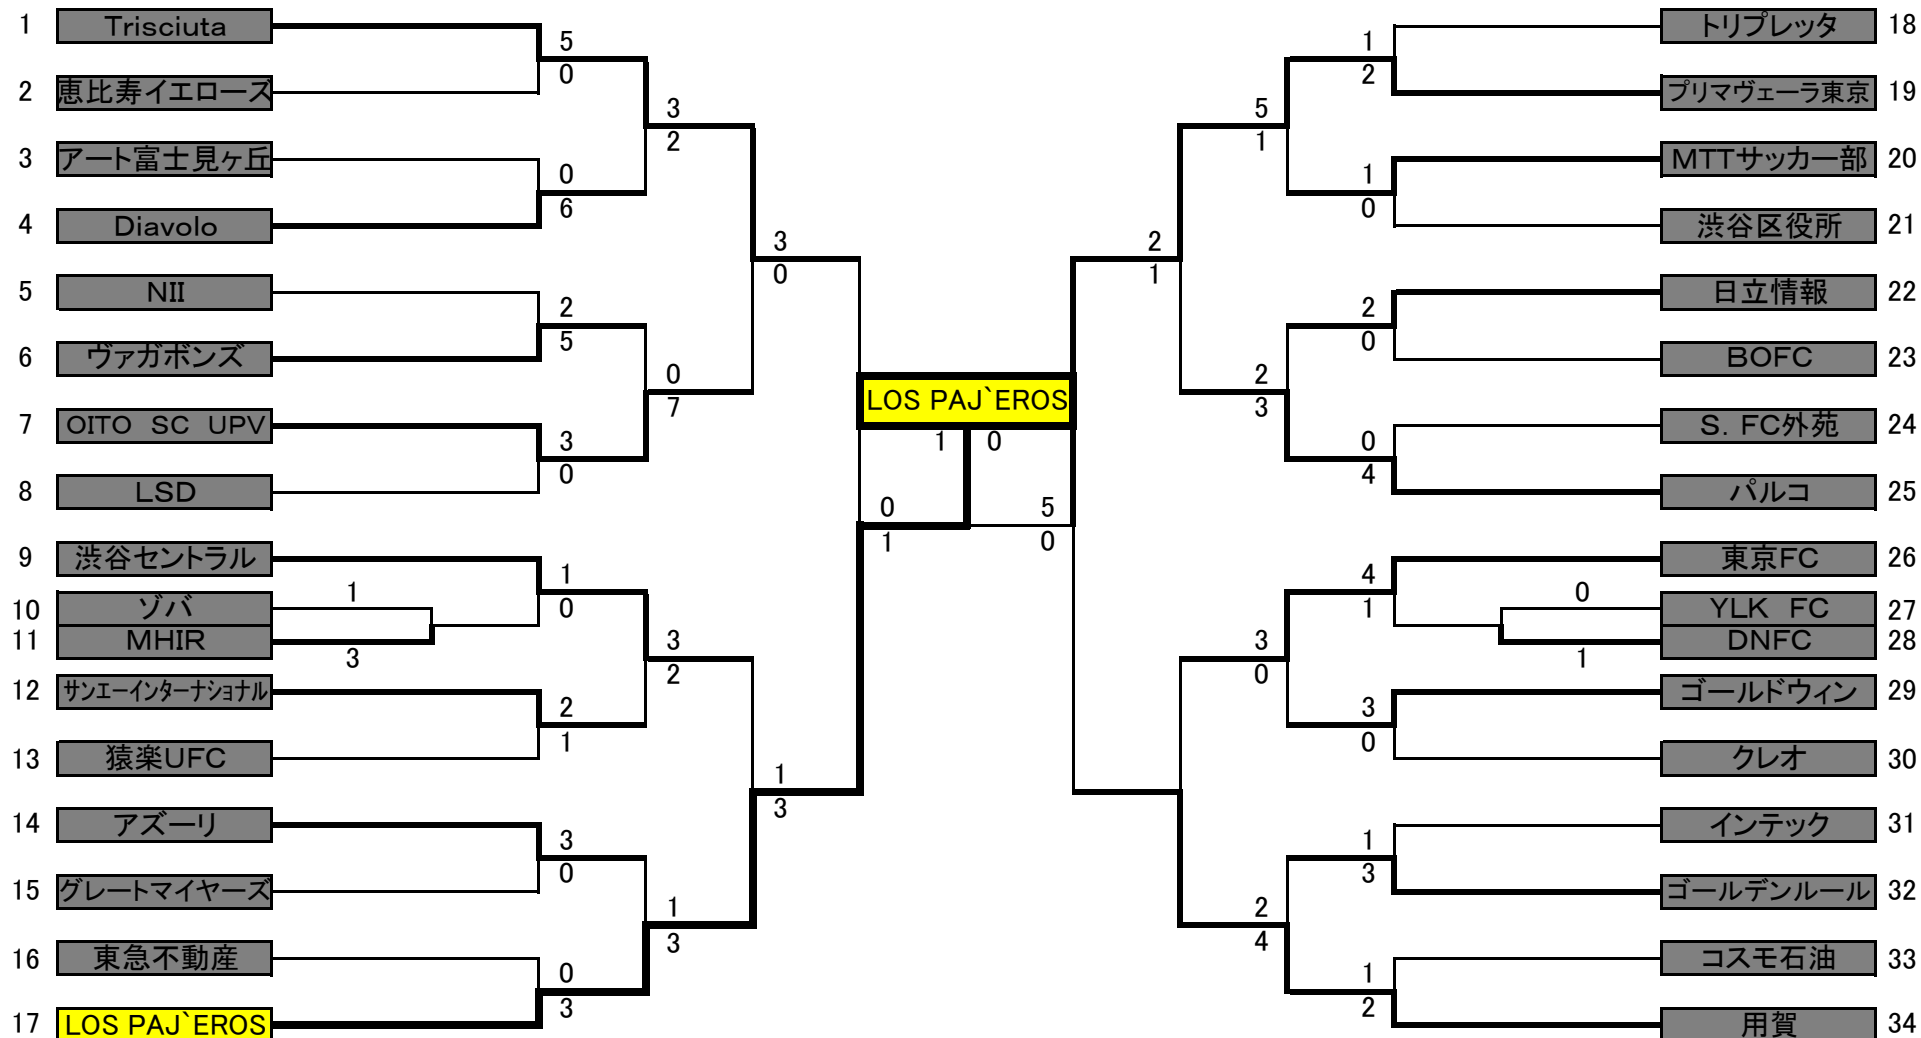 1 Trisciuta
5
2 恵比寿イエローズ
0
3
2
3 アート富士見ヶ丘
0
6
4 Diavolo
3
0
5 NII
2
5
6 ヴァガボンズ
0
7
7 OITO SC UPV
3
0
8 LSD
9 渋谷セントラル
1
0
10 ゾバ
1
11 MHIR
3
3
2
12 サンエーインターナショナル
2
1
13 猿楽UFC
1
3
14 アズーリ
3
0
15 グレートマイヤーズ
1
3
16 東急不動産
0
3
17 LOS PAJ`EROS
LOS PAJ`EROS
1 0
0
1
5
0
トリプレッタ 18
1
2
プリマヴェーラ東京 19
5
1
MTTサッカー部 20
1
0
渋谷区役所 21
2
1
日立情報 22
2
0
BOFC 23
2
3
S. FC外苑 24
0
4
パルコ 25
東京FC 26
4
1
0
YLK FC 27
DNFC 28
1
3
0
ゴールドウィン 29
3
0
クレオ 30
インテック 31
1
3
ゴールデンルール 32
2
4
コスモ石油 33
1
2
用賀 34